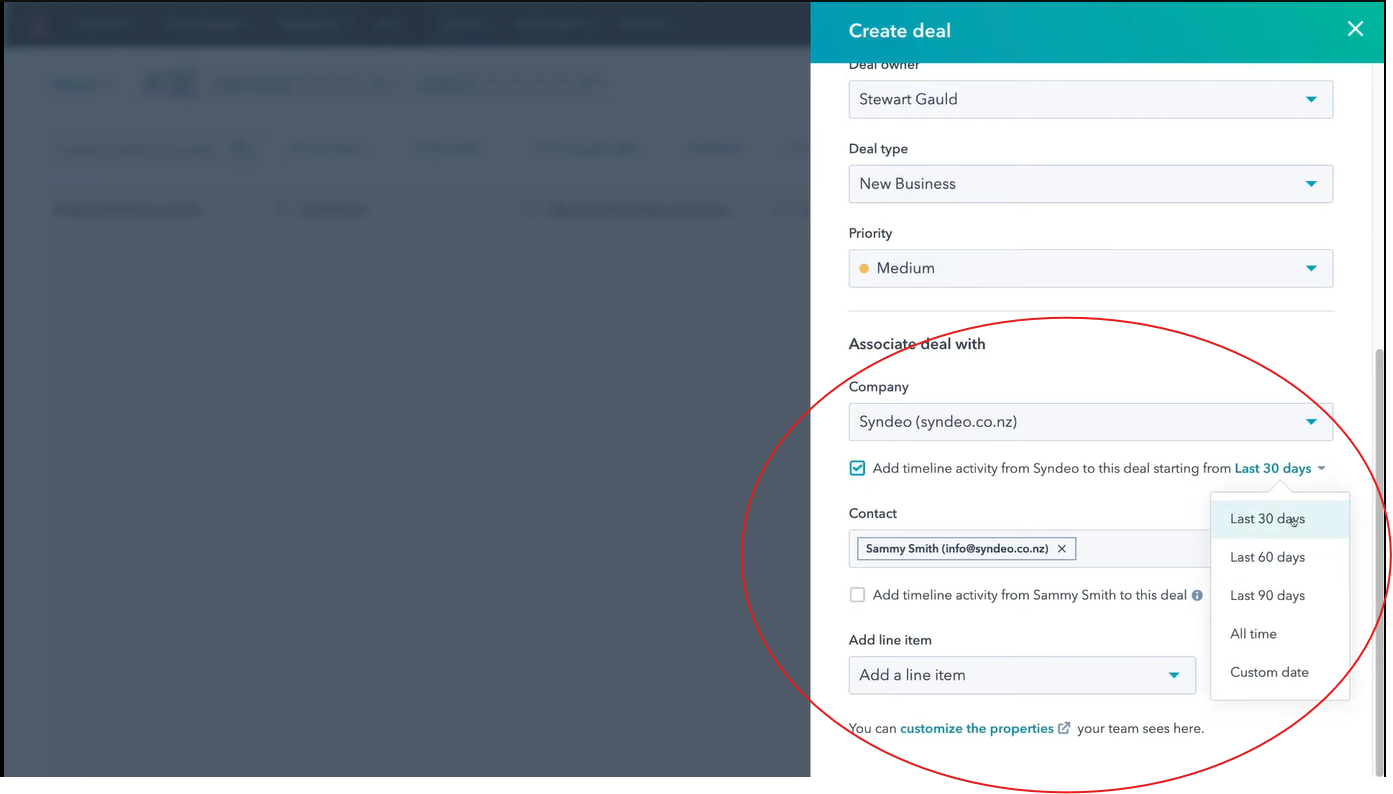 Create deal
Deal owner
Stewart Gauld
Deal type
New Business
Priority
Medium
Associate deal with
Company
Syndeo (syndeo.co.nz)
Add timeline activity from Syndeo to this deal starting from Last 30 days
Last 30 days
Contact
Sammy Smith (info@syndeo.co.nz)
Last 60 days
Add timeline activity from Sammy Smith to this deal
Last 90 days
All time
Add line item
Add a line item
Custom date
You can customize the properties your team sees here.